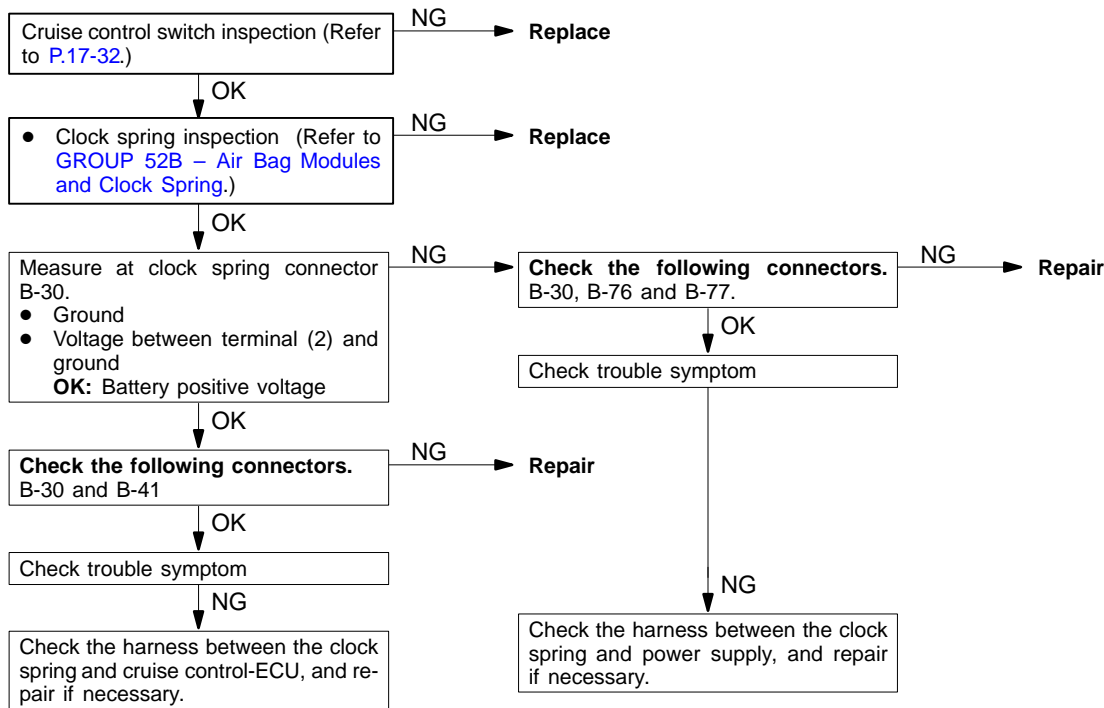 Cruise control switch inspection (Refer
to P.17-32.)
NG
Replace
OK
● Clock spring inspection (Refer to
GROUP 52B – Air Bag Modules
and Clock Spring.)
NG
Replace
OK
Measure at clock spring connector
B-30.
● Ground
● Voltage between terminal (2) and
ground
OK: Battery positive voltage
NG
Check the following connectors.
B-30, B-76 and B-77.
NG
Repair
OK
Check trouble symptom
OK
Check the following connectors.
B-30 and B-41
NG
Repair
OK
Check trouble symptom
NG
NG
Check the harness between the clock
spring and cruise control-ECU, and re-
pair if necessary.
Check the harness between the clock
spring and power supply, and repair
if necessary.